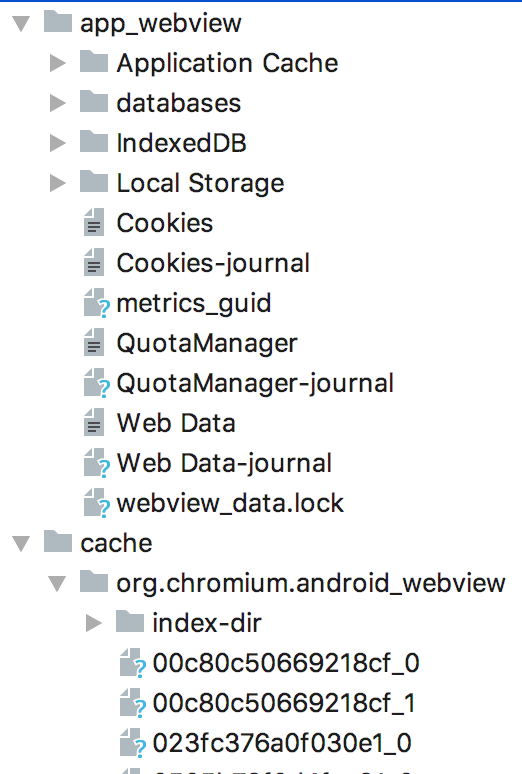 app_webview
Application Cache
databases
IndexedDB
Local Storage
Cookies
Cookies-journal
metrics_guid
QuotaManager
QuotaManager-journal
Web Data
Web Data-journal
webview_data.lock
cache
org.chromium.android_webview
index-dir
00c80c50669218cf_0
00c80c50669218cf_1
023fc376a0f030e1_0